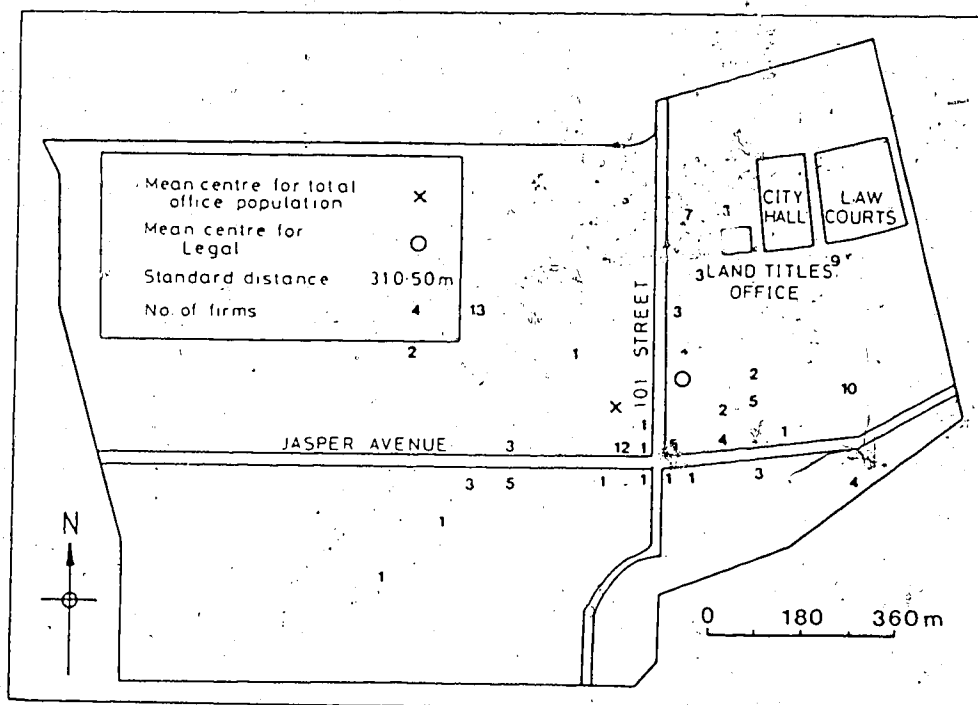 Mean centre for total
office population ×
Mean centre for
Legal ○
Standard distance 310·50m
No. of firms 4
13
2
1
7
3
CITY
HALL
LAW
COURTS
9
3
LAND TITLES
OFFICE
3
101 STREET
2
5
2
10
4
1
1
JASPER AVENUE
3
12
1
5
3
5
1
1
1
1
3
4
1
1
N
0 180 360m